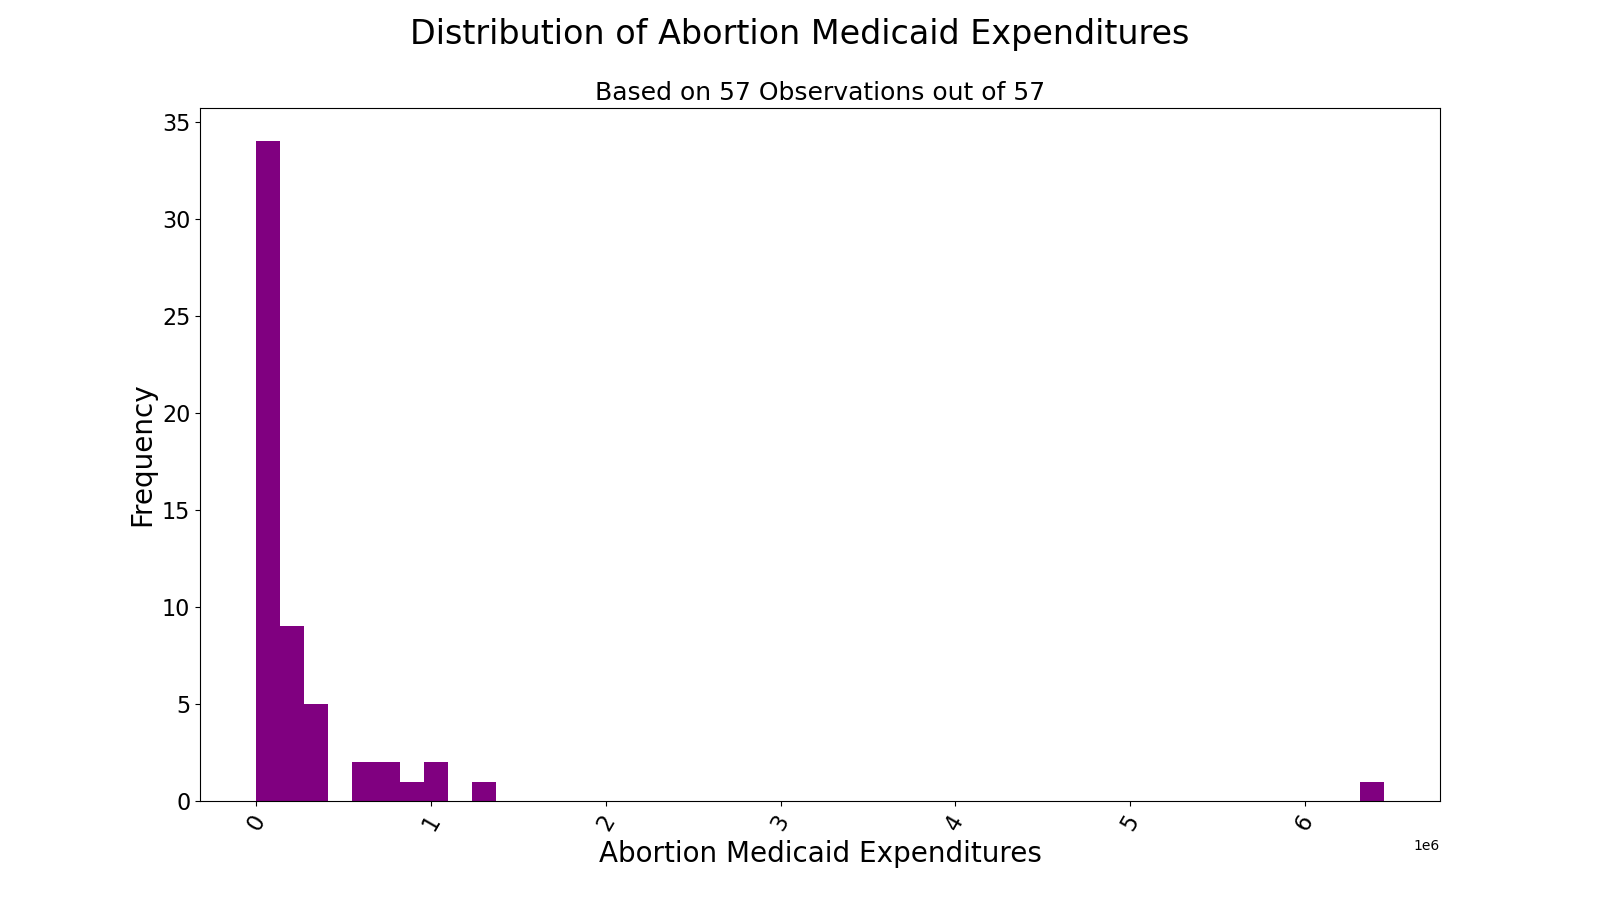 Distribution of Abortion Medicaid Expenditures
Based on 57 Observations out of 57
35
30
25
20
15
10
5
0
Frequency
0 1 2 3 4 5 6
1e6
Abortion Medicaid Expenditures